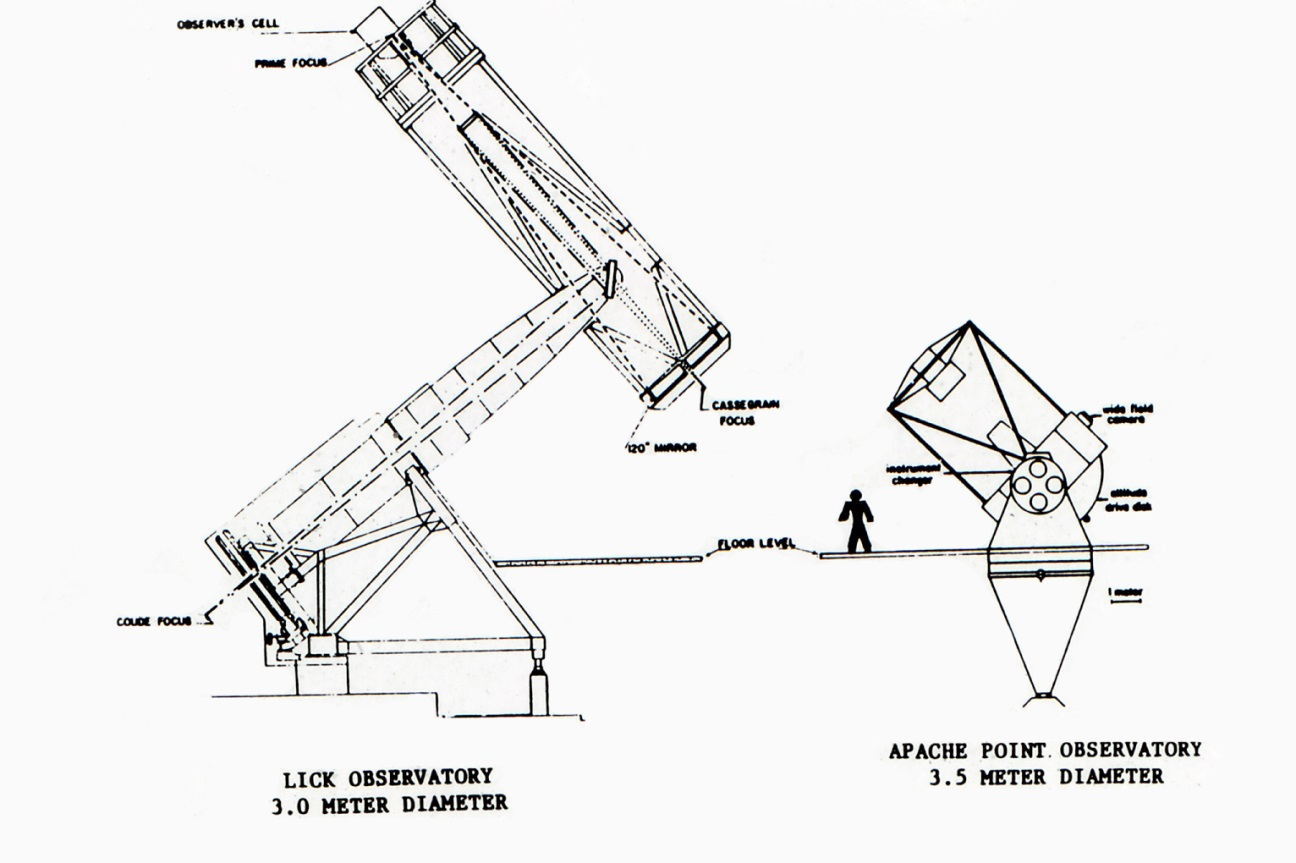 OBSERVER'S CELL
PRIME FOCUS
CASSEGRAIN
FOCUS
120" MIRROR
COUDE FOCUS
FLOOR LEVEL
wide field
camera
instrument
changer
altitude
drive disk
1 meter
LICK OBSERVATORY
3.0 METER DIAMETER
APACHE POINT OBSERVATORY
3.5 METER DIAMETER